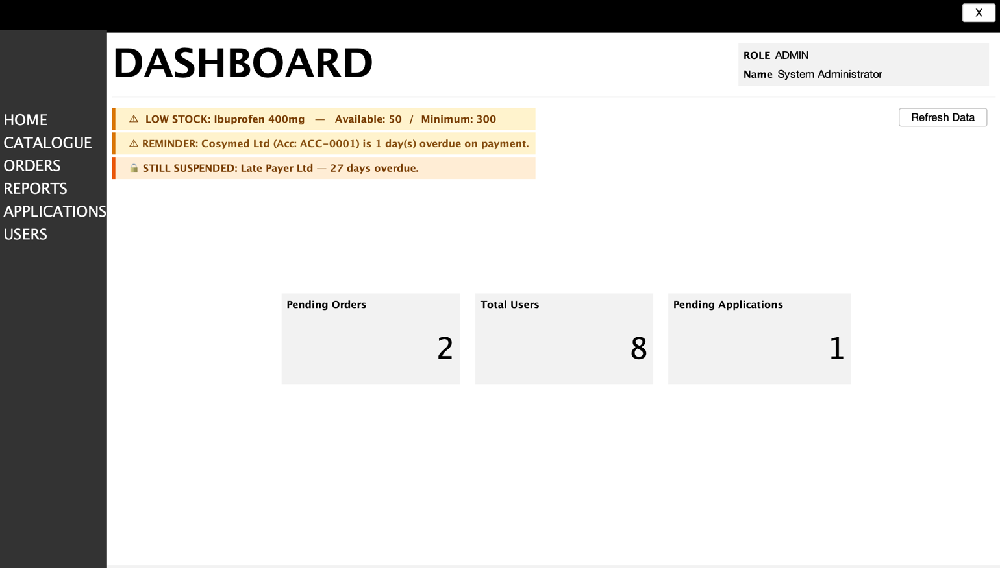 X
DASHBOARD
ROLE ADMIN
Name System Administrator
HOME
CATALOGUE
ORDERS
REPORTS
APPLICATIONS
USERS
⚠ LOW STOCK: Ibuprofen 400mg — Available: 50 / Minimum: 300
⚠ REMINDER: Cosymed Ltd (Acc: ACC-0001) is 1 day(s) overdue on payment.
🔒 STILL SUSPENDED: Late Payer Ltd — 27 days overdue.
Refresh Data
Pending Orders
2
Total Users
8
Pending Applications
1